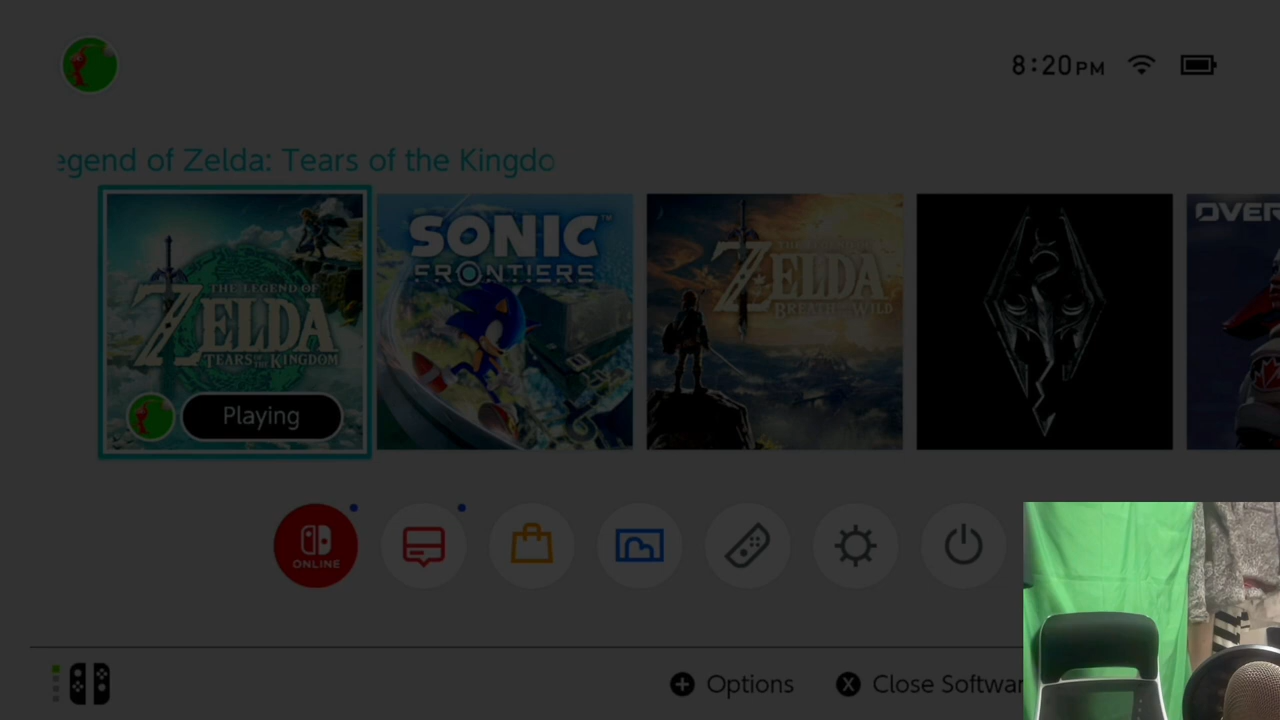 8:20 PM
egend of Zelda: Tears of the Kingdo
THE LEGEND OF
ZELDA
TEARS OF THE KINGDOM
Playing
SONIC™
FRONTIERS
THE LEGEND OF
ZELDA
BREATH OF THE WILD
OVER
ONLINE
Options
Close Softwar